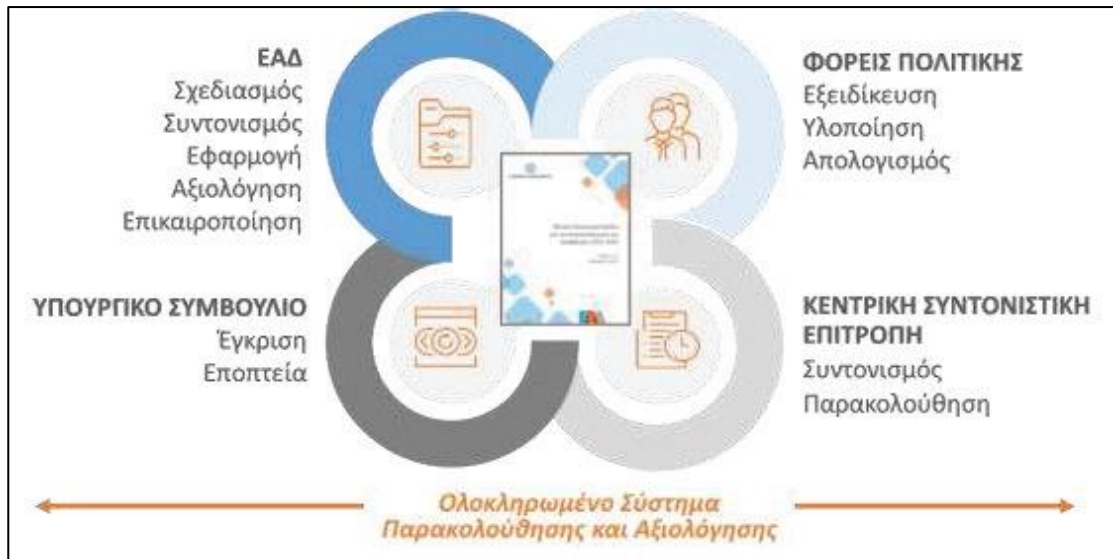 ΕΑΔ
Σχεδιασμός
Συντονισμός
Εφαρμογή
Αξιολόγηση
Επικαιροποίηση
ΦΟΡΕΙΣ ΠΟΛΙΤΙΚΗΣ
Εξειδίκευση
Υλοποίηση
Απολογισμός
ΥΠΟΥΡΓΙΚΟ ΣΥΜΒΟΥΛΙΟ
Έγκριση
Εποπτεία
ΚΕΝΤΡΙΚΗ ΣΥΝΤΟΝΙΣΤΙΚΗ
ΕΠΙΤΡΟΠΗ
Συντονισμός
Παρακολούθηση
Ολοκληρωμένο Σύστημα
Παρακολούθησης και Αξιολόγησης